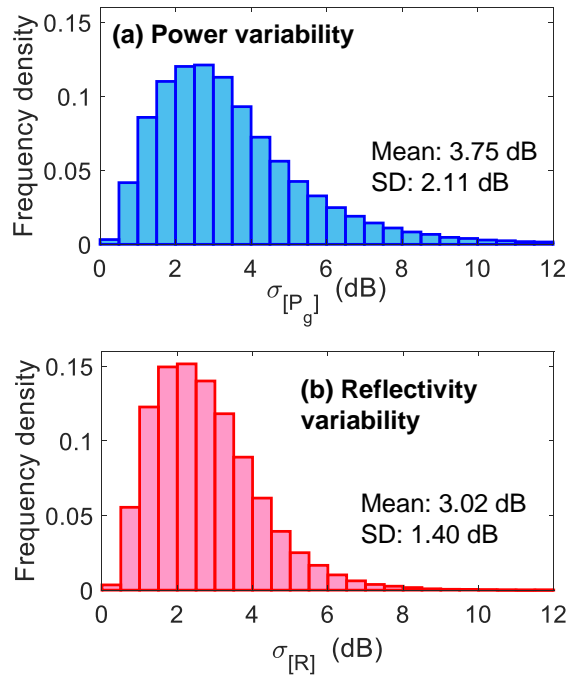 (a) Power variability
Frequency density
0.15
0.1
0.05
0
Mean: 3.75 dB
SD: 2.11 dB
0 2 4 6 8 10 12
σ[Pg] (dB)
(b) Reflectivity
variability
Frequency density
0.15
0.1
0.05
0
Mean: 3.02 dB
SD: 1.40 dB
0 2 4 6 8 10 12
σ[R] (dB)